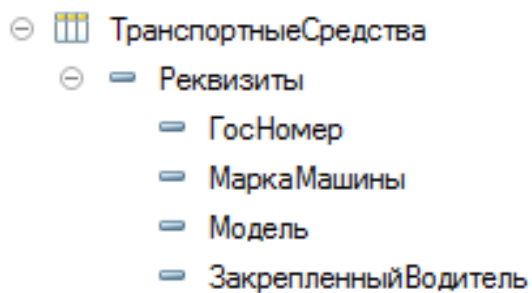 ТранспортныеСредства
Реквизиты
ГосНомер
МаркаМашины
Модель
ЗакрепленныйВодитель